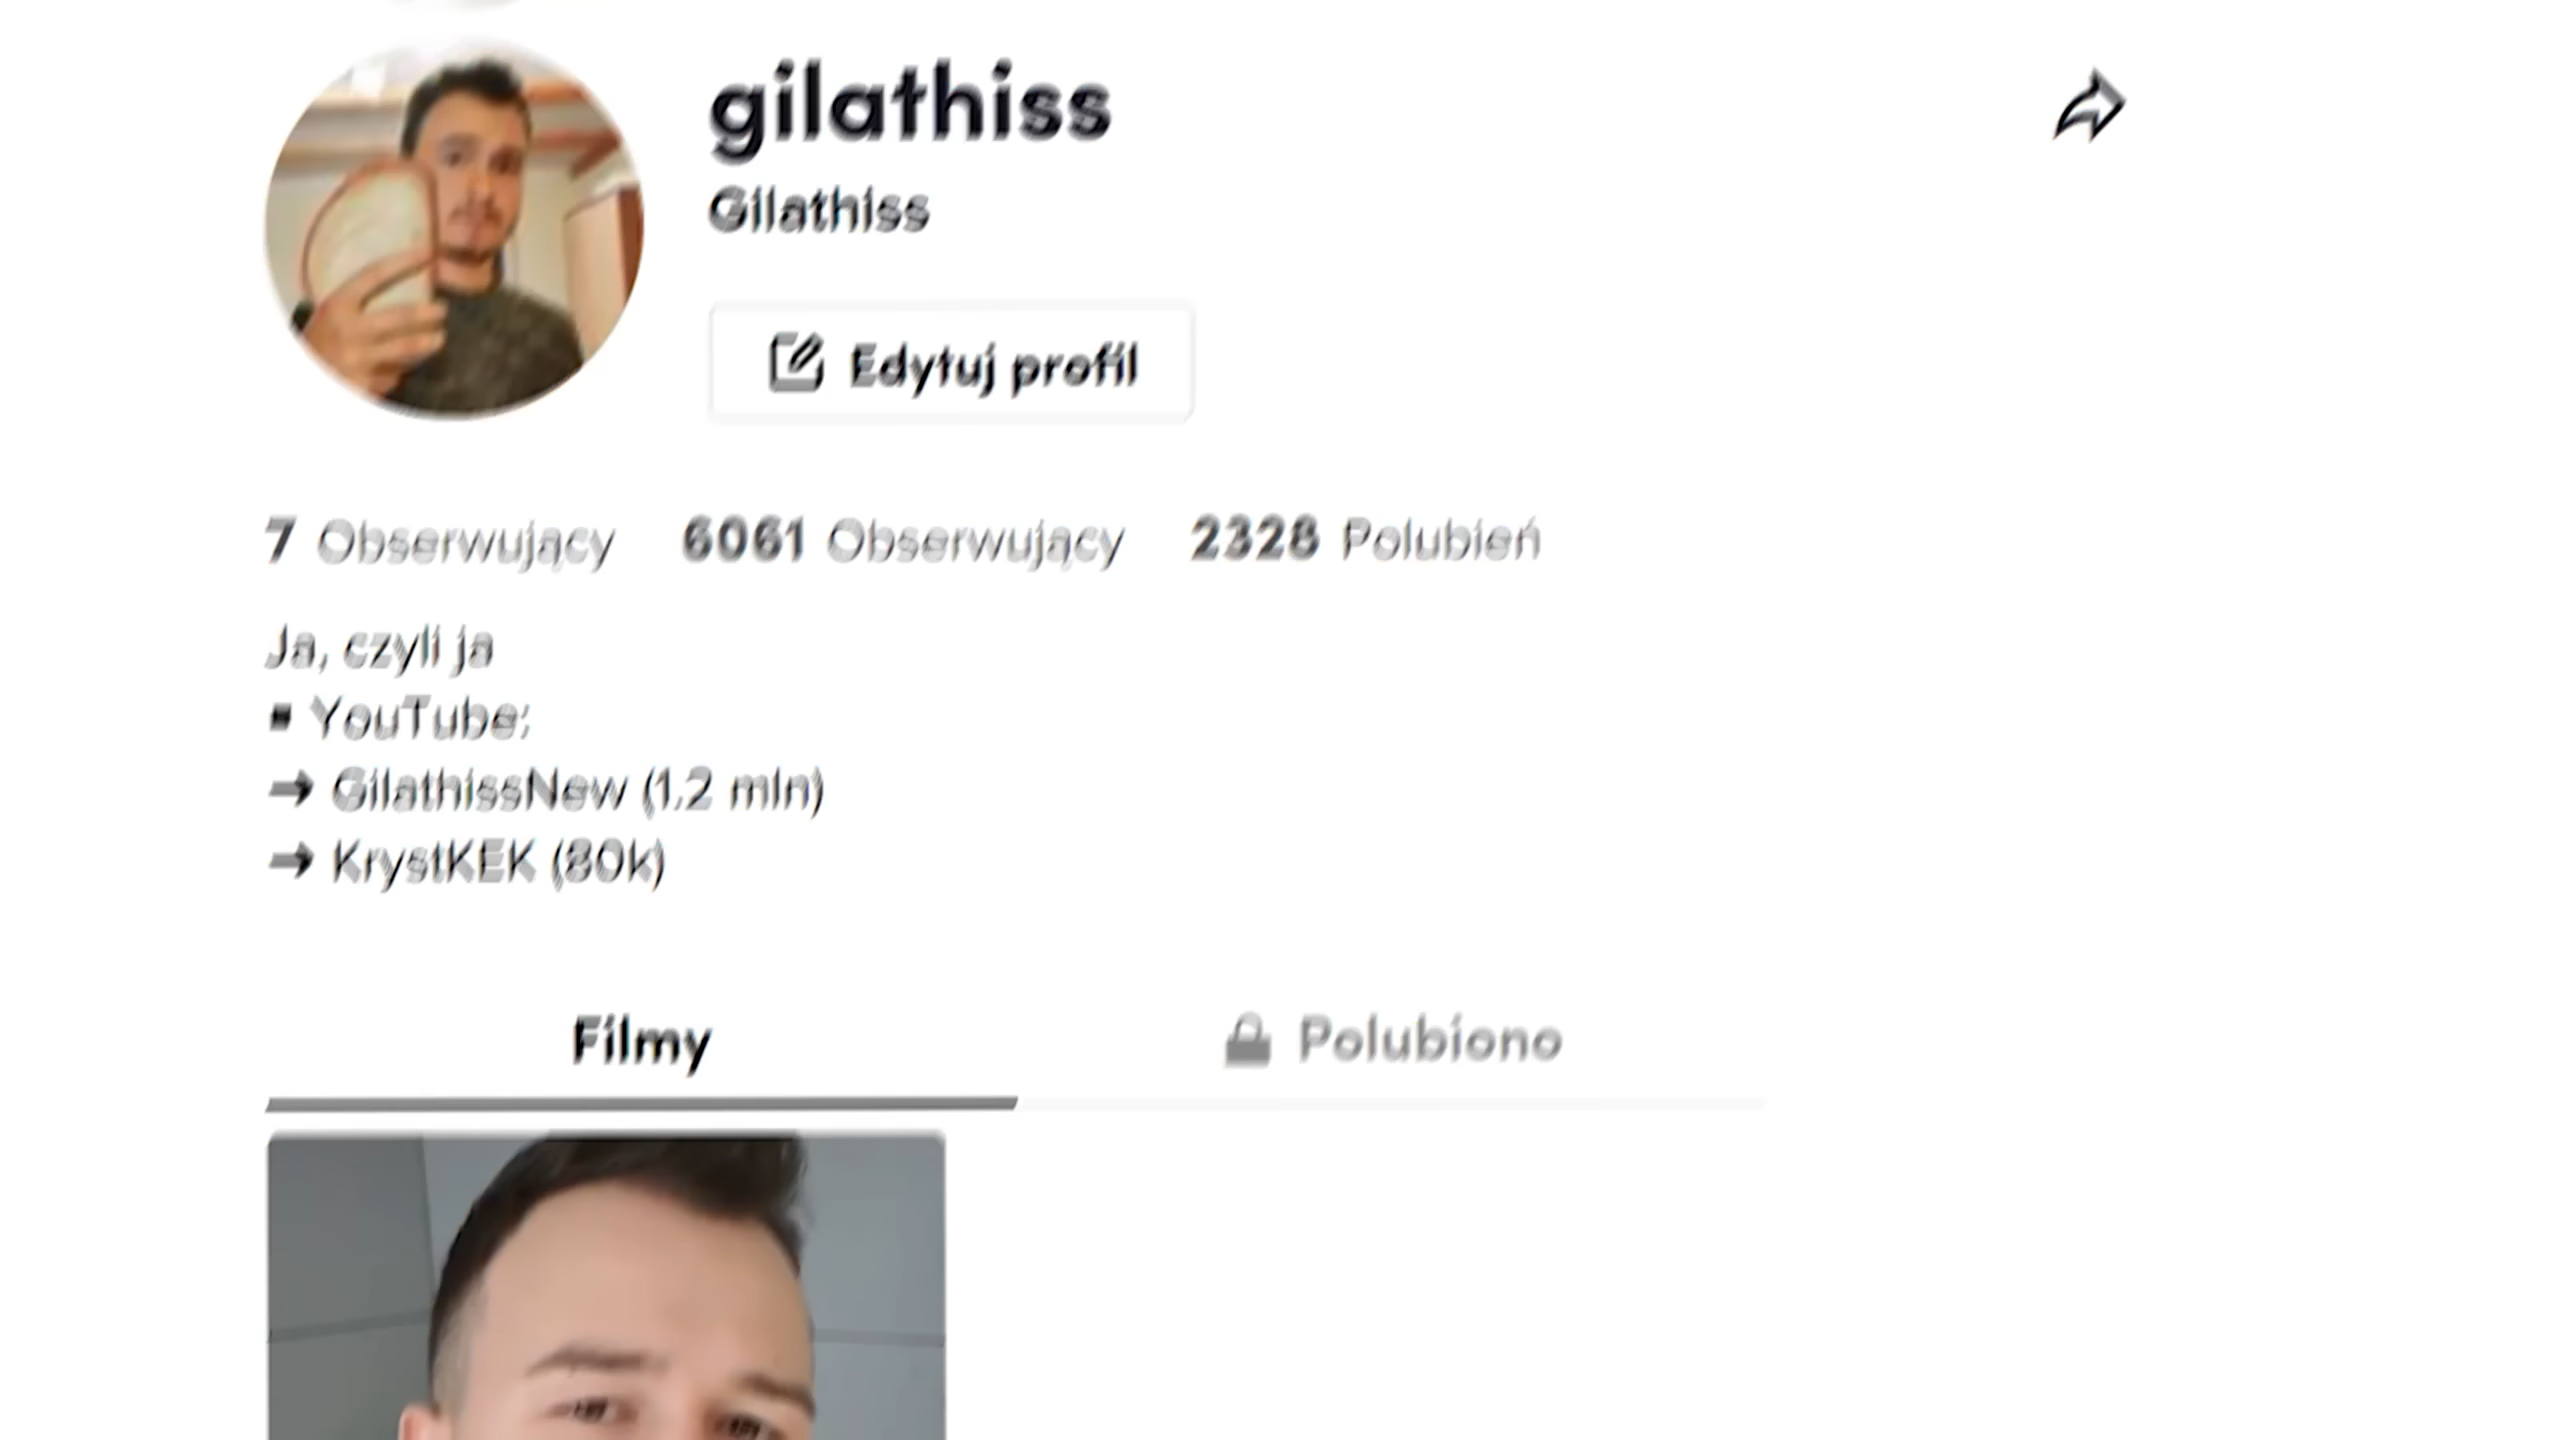 gilathiss
Gilathiss
Edytuj profil
7 Obserwujący 6061 Obserwujący 2328 Polubień
Ja, czyli ja
▪ YouTube:
→ GilathissNew (1.2 mln)
→ KrystKEK (80k)
Filmy Polubiono